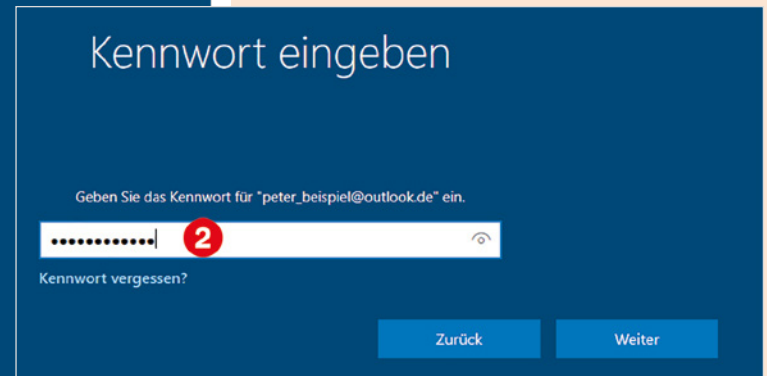 Kennwort eingeben
Geben Sie das Kennwort für "peter_beispiel@outlook.de" ein.
••••••••••••
2
Kennwort vergessen?
Zurück Weiter